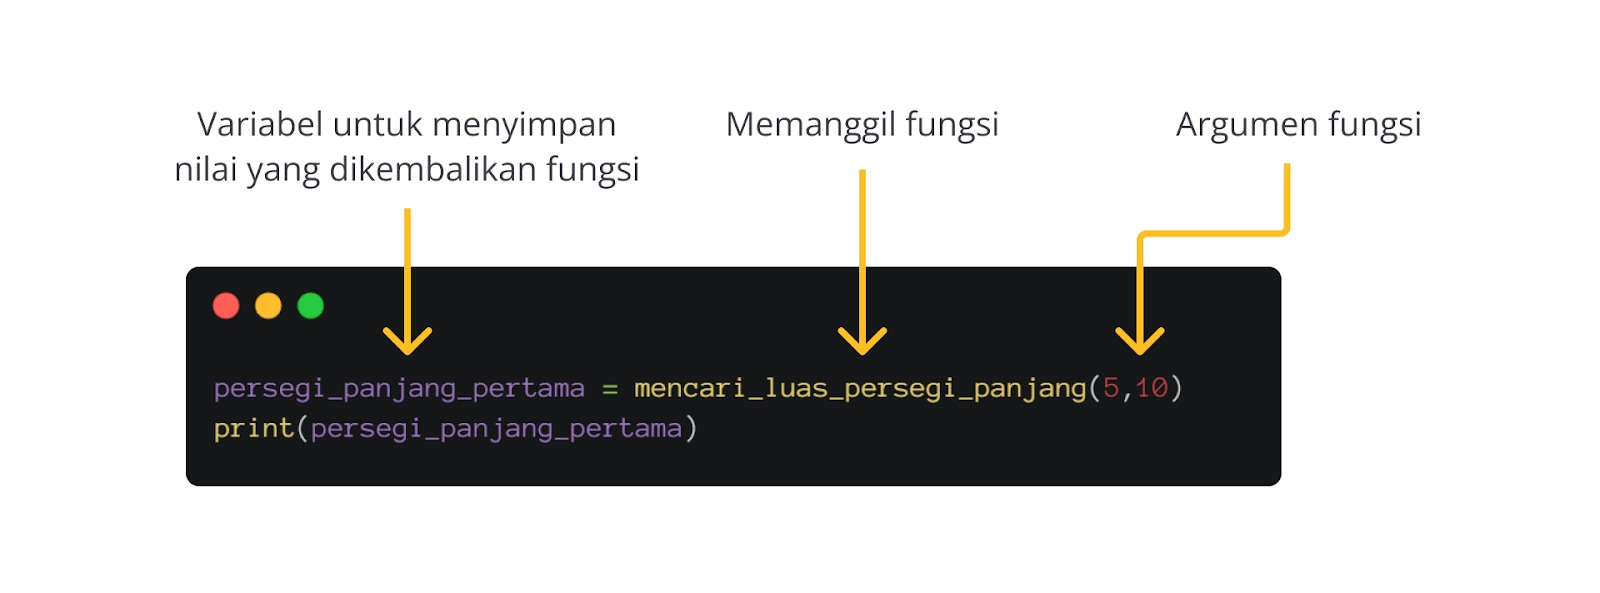 Variabel untuk menyimpan
nilai yang dikembalikan fungsi
Memanggil fungsi
Argumen fungsi
persegi_panjang_pertama = mencari_luas_persegi_panjang(5,10)
print(persegi_panjang_pertama)